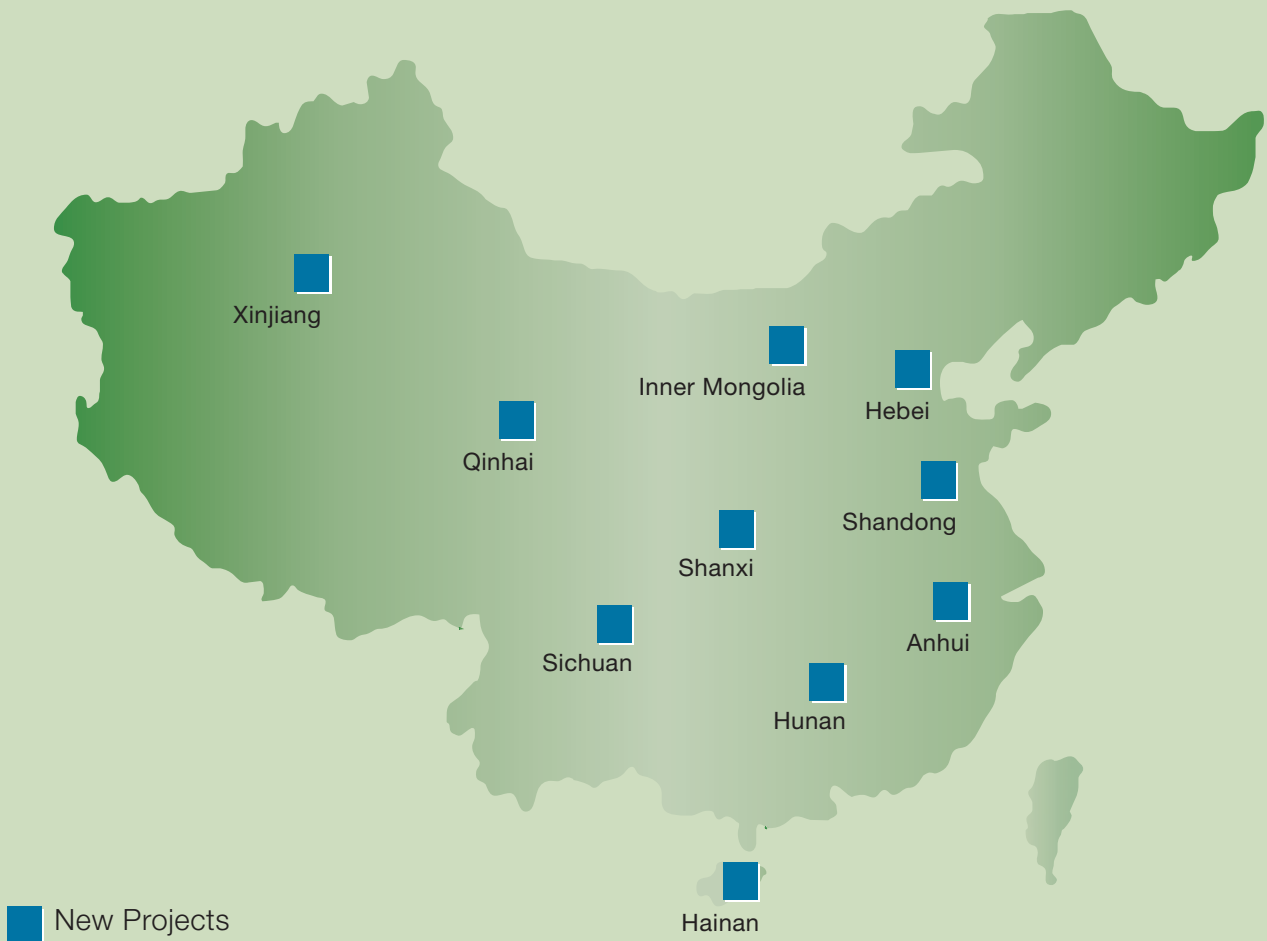 Xinjiang
Inner Mongolia
Hebei
Qinhai
Shandong
Shanxi
Anhui
Sichuan
Hunan
New Projects
Hainan